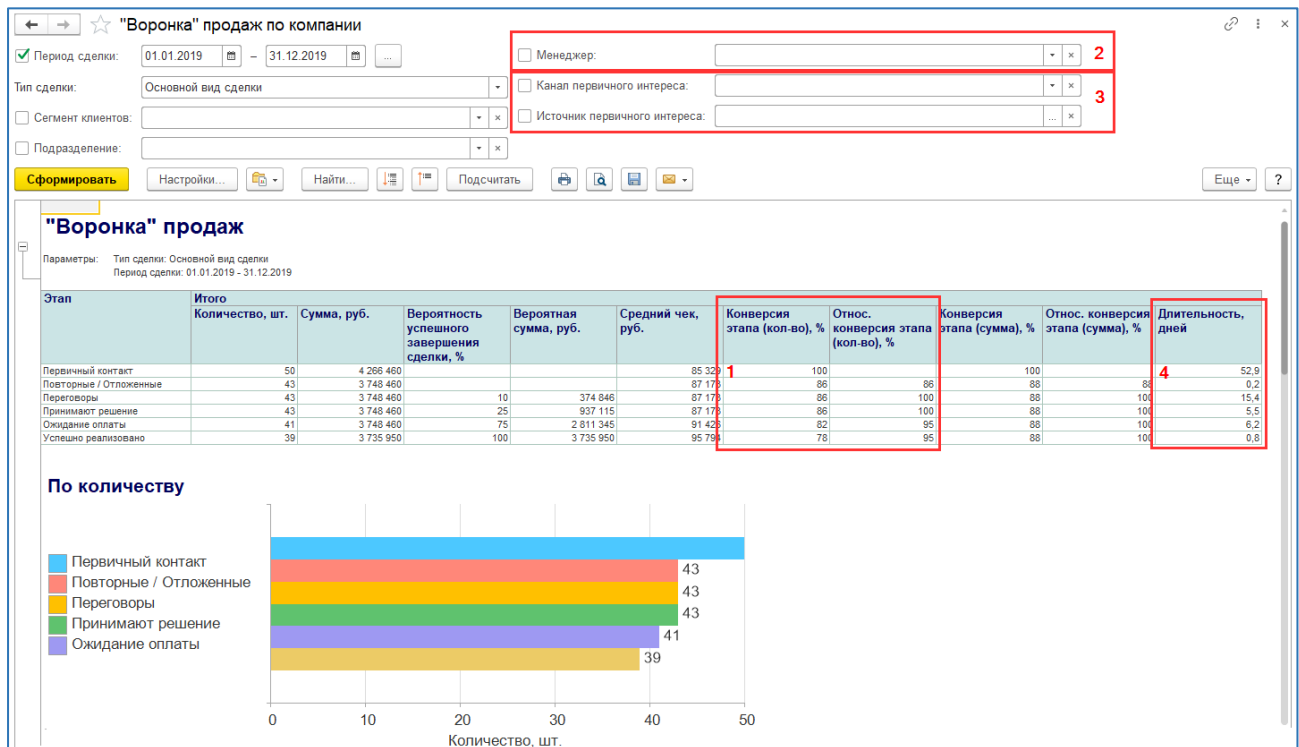 "Воронка" продаж по компании
Период сделки: 01.01.2019 – 31.12.2019 ... Менеджер: 2
Тип сделки: Основной вид сделки Канал первичного интереса: 3
Сегмент клиентов: Источник первичного интереса: ...
Подразделение:
Сформировать Настройки... Найти... Подсчитать Еще ?
"Воронка" продаж
Параметры: Тип сделки: Основной вид сделки
Период сделки: 01.01.2019 - 31.12.2019
Этап Итого
Количество, шт. Сумма, руб. Вероятность успешного завершения сделки, % Вероятная сумма, руб. Средний чек, руб. Конверсия этапа (кол-во), % Относ. конверсия этапа (кол-во), % Конверсия этапа (сумма), % Относ. конверсия этапа (сумма), % Длительность, дней
Первичный контакт 50 4 266 460 85 329 1 100 100 4 52,9
Повторные / Отложенные 43 3 748 460 87 173 86 86 88 88 0,2
Переговоры 43 3 748 460 10 374 846 87 173 86 100 88 100 15,4
Принимают решение 43 3 748 460 25 937 115 87 173 86 100 88 100 5,5
Ожидание оплаты 41 3 748 460 75 2 811 345 91 426 82 95 88 100 6,2
Успешно реализовано 39 3 735 950 100 3 735 950 95 794 78 95 88 100 0,8
По количеству
Первичный контакт
Повторные / Отложенные 43
Переговоры 43
Принимают решение 43
Ожидание оплаты 41
39
0 10 20 30 40 50
Количество, шт.